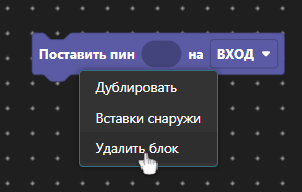 Поставить пин на ВХОД
Дублировать
Вставки снаружи
Удалить блок